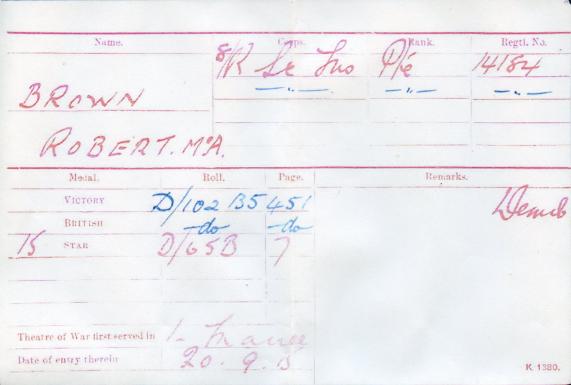 Name. Corps. Rank. Regtl. No.
8/R Sc Fus Pte 14184
—"— —"— —"—
BROWN
ROBERT. McA.
Medal. Roll. Page. Remarks.
VICTORY D/102 B5 451 Demob
BRITISH —do— —do
15 STAR D/65B 7
Theatre of War first served in 1- France
Date of entry therein 20. 9. 15
K 1380.